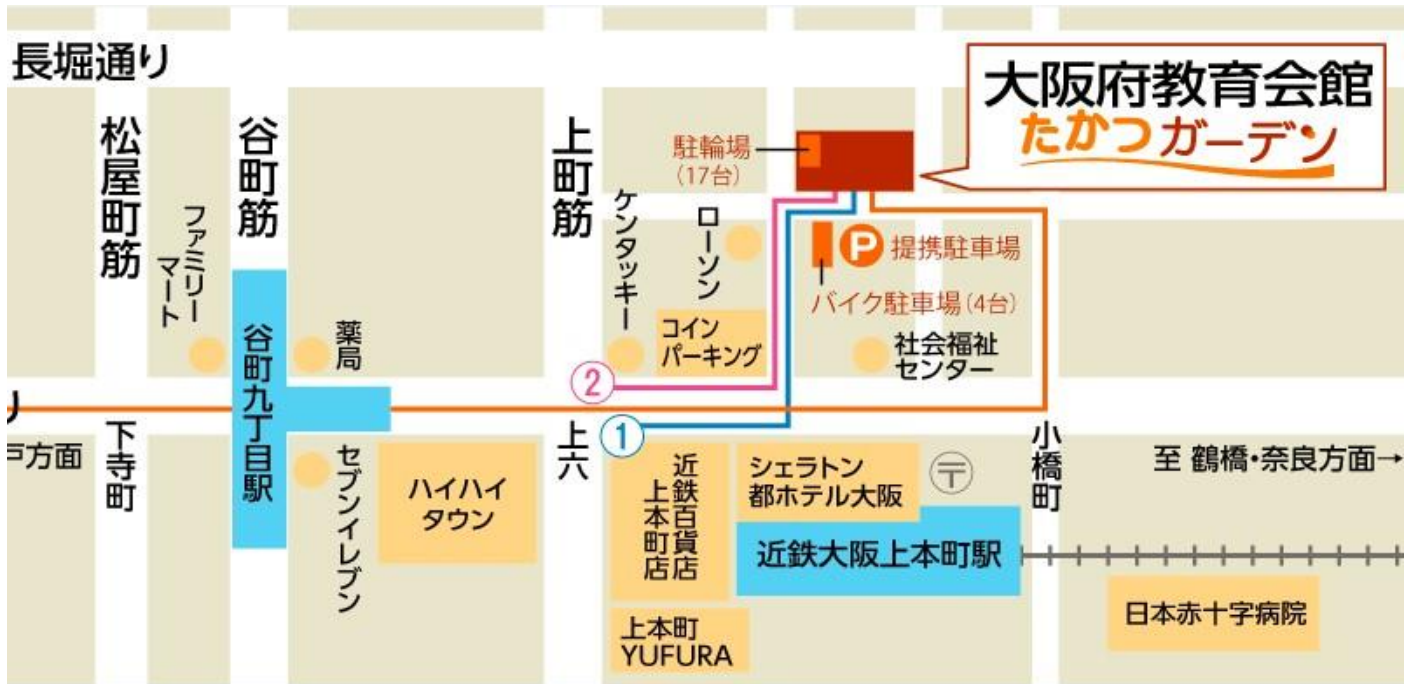 長堀通り
大阪府教育会館
たかつガーデン
松屋町筋
谷町筋
上町筋
駐輪場
(17台)
ファミリー
マート
ケンタッキー
ローソン
P 提携駐車場
バイク駐車場(4台)
谷町九丁目駅
薬局
コイン
パーキング
社会福祉
センター
②
①
り
戸方面
下寺町
セブンイレブン
ハイハイ
タウン
上六
近鉄百貨店
上本町店
シェラトン
都ホテル大阪
〒
小橋町
至 鶴橋・奈良方面→
近鉄大阪上本町駅
日本赤十字病院
上本町
YUFURA